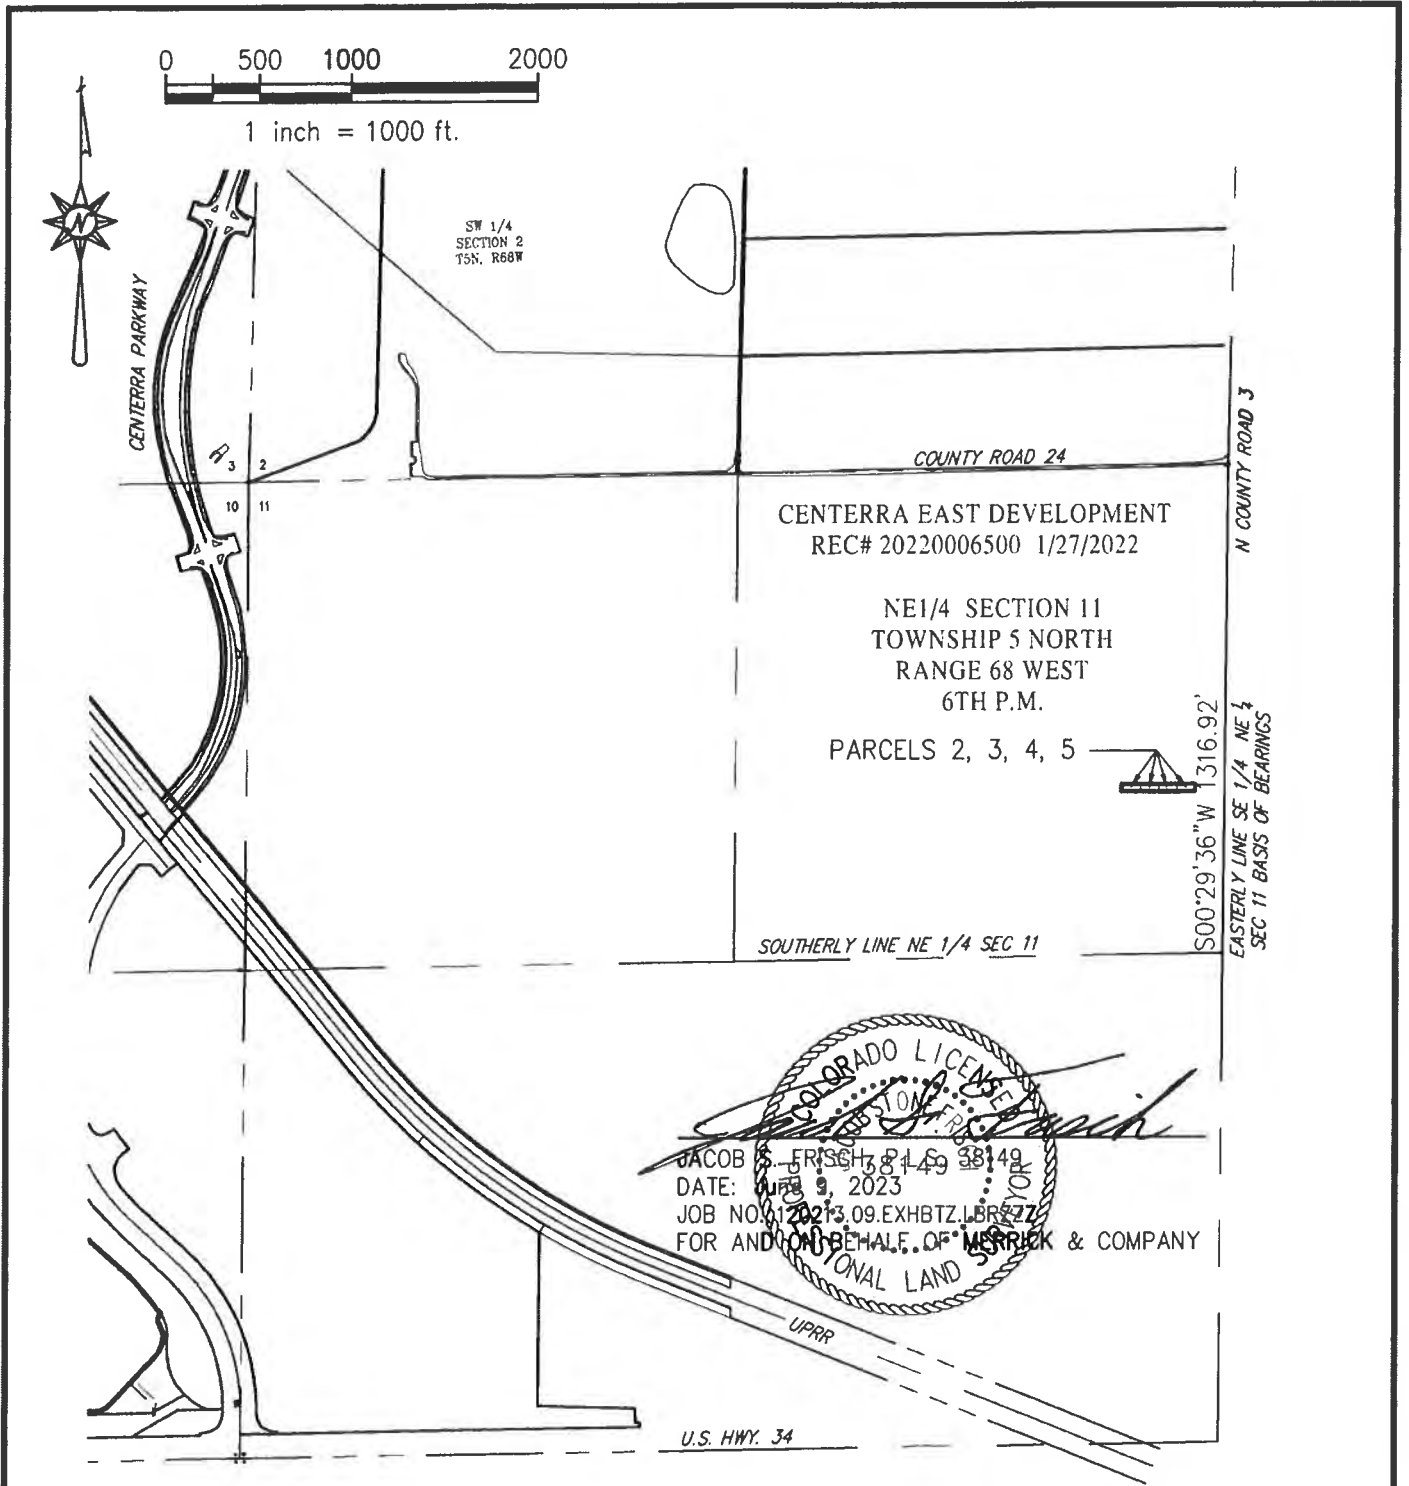 0 500 1000 2000
1 inch = 1000 ft.
N
CENTERRA PARKWAY
SW 1/4
SECTION 2
T5N, R68W
3 2
10 11
COUNTY ROAD 24
N COUNTY ROAD 3
CENTERRA EAST DEVELOPMENT
REC# 20220006500 1/27/2022
NE1/4 SECTION 11
TOWNSHIP 5 NORTH
RANGE 68 WEST
6TH P.M.
PARCELS 2, 3, 4, 5
S00°29'36"W 1316.92'
EASTERLY LINE SE 1/4 NE 1/4
SEC 11 BASIS OF BEARINGS
SOUTHERLY LINE NE 1/4 SEC 11
COLORADO LICENSED
38149
PROFESSIONAL LAND SURVEYOR
JACOB S. FRISCH, P.L.S. 38149
DATE: June 9, 2023
FOR AND ON BEHALF OF MERRICK & COMPANY
UPRR
U.S. HWY. 34